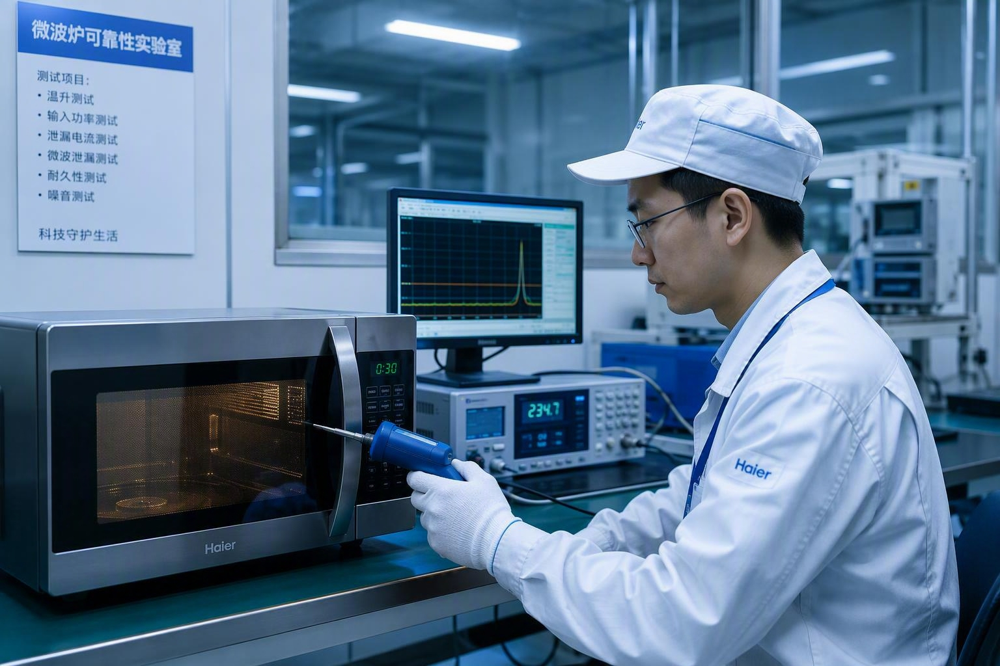 微波炉可靠性实验室
测试项目：
• 温升测试
• 输入功率测试
• 泄漏电流测试
• 微波泄漏测试
• 耐久性测试
• 噪音测试
科技守护生活
0:30
234.7
Haier
Haier